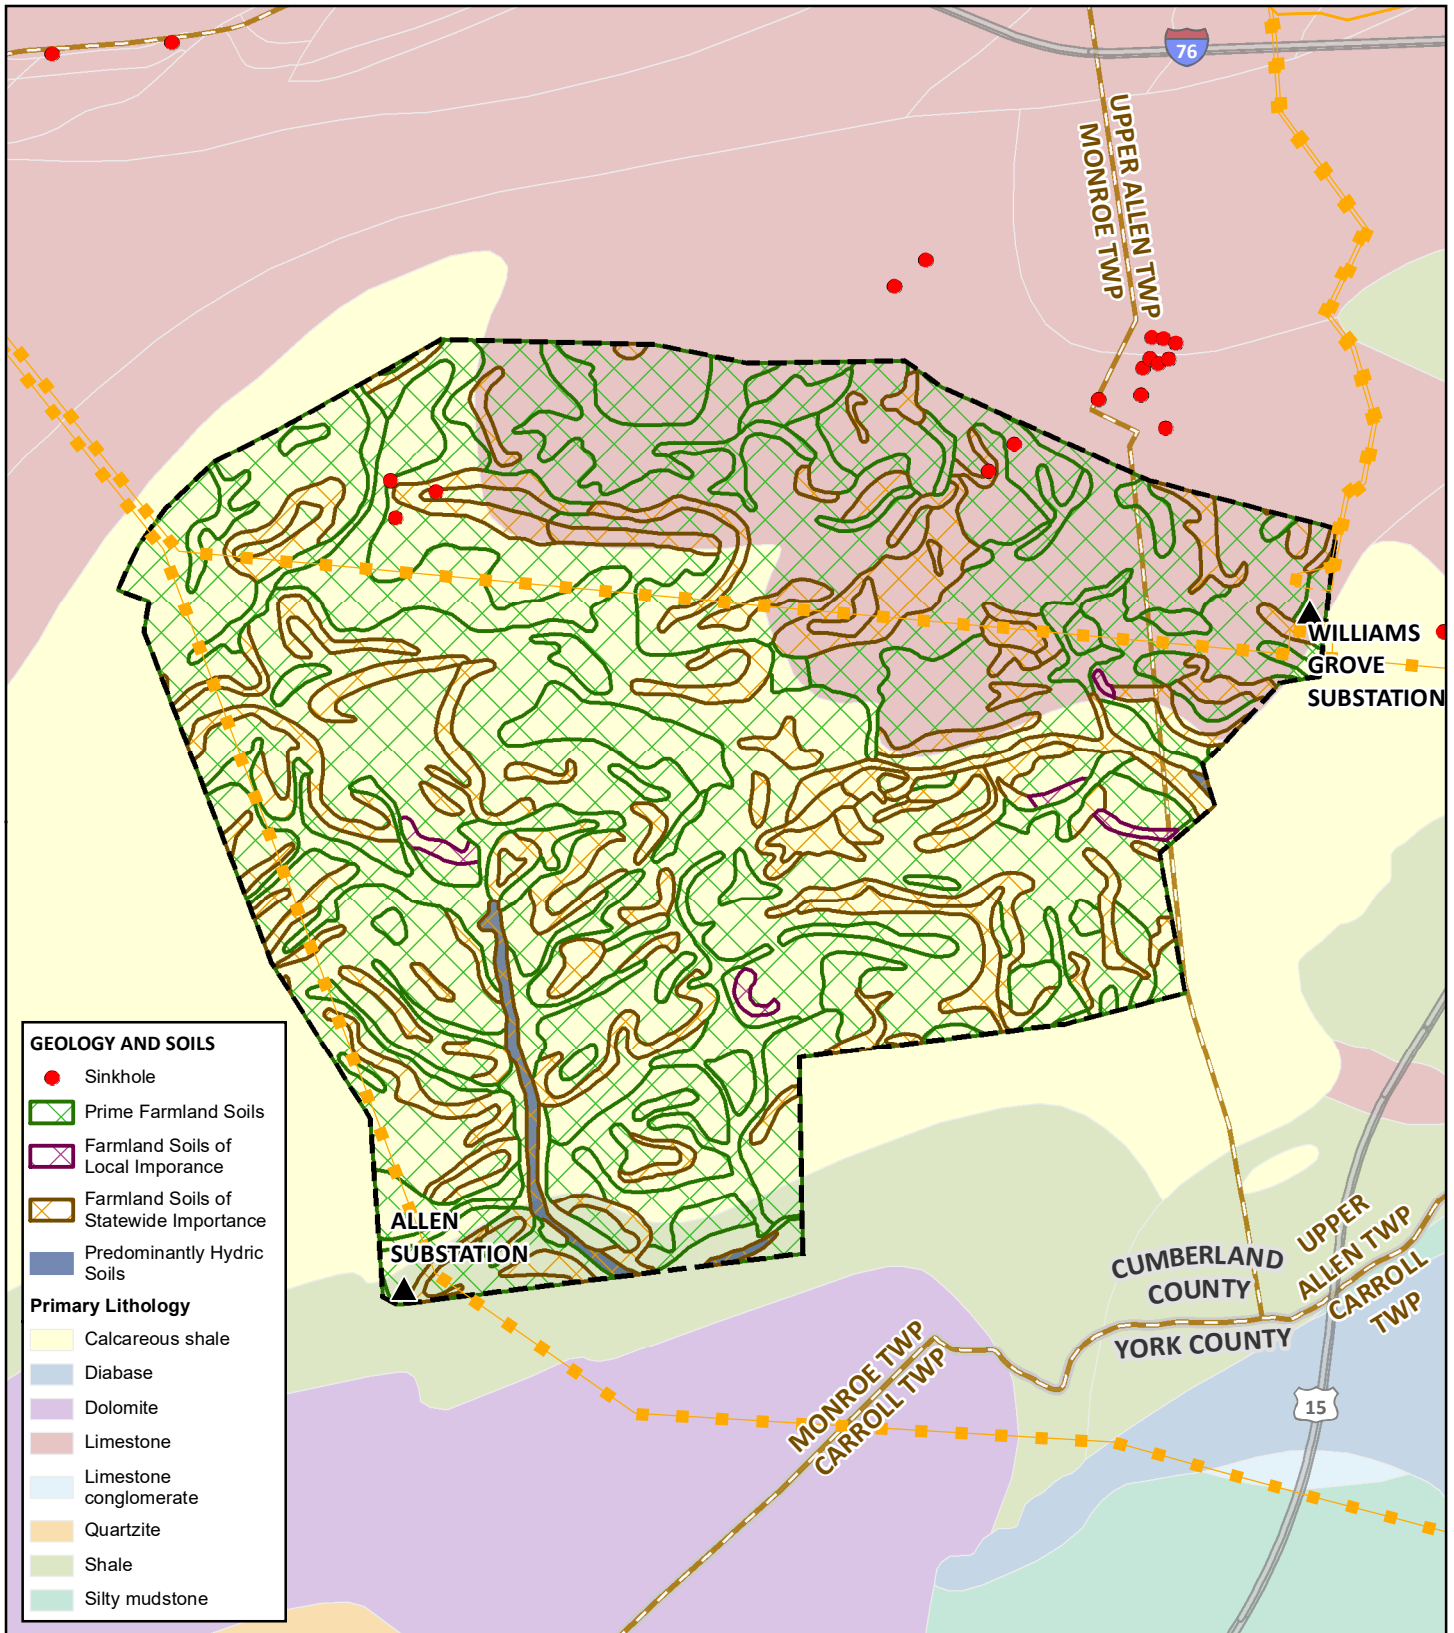 76
UPPER ALLEN TWP
MONROE TWP
WILLIAMS
GROVE
SUBSTATION
GEOLOGY AND SOILS
Sinkhole
Prime Farmland Soils
Farmland Soils of
Local Imporance
Farmland Soils of
Statewide Importance
Predominantly Hydric
Soils
Primary Lithology
Calcareous shale
Diabase
Dolomite
Limestone
Limestone
conglomerate
Quartzite
Shale
Silty mudstone
ALLEN
SUBSTATION
CUMBERLAND
COUNTY
YORK COUNTY
UPPER
ALLEN TWP
CARROLL
TWP
MONROE TWP
CARROLL TWP
15